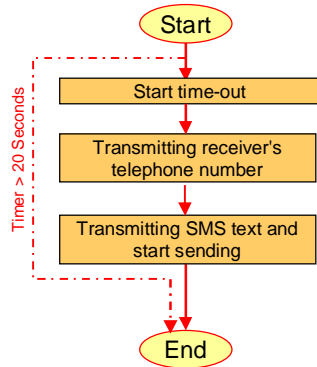 Start
Start time-out
Transmitting receiver's
telephone number
Transmitting SMS text and
start sending
End
Timer > 20 Seconds